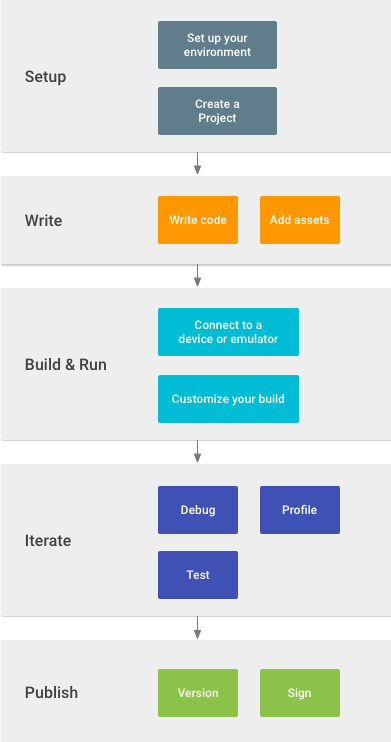 Setup
Set up your
environment
Create a
Project
Write
Write code
Add assets
Build & Run
Connect to a
device or emulator
Customize your build
Iterate
Debug
Profile
Test
Publish
Version
Sign